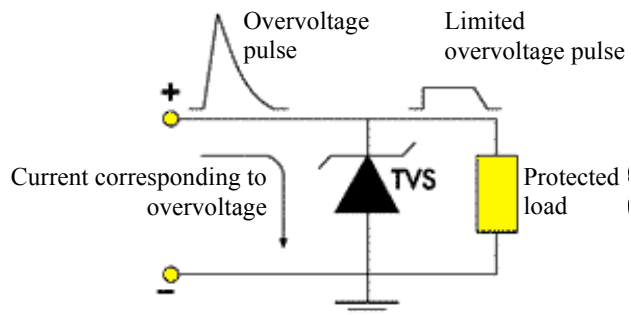 Overvoltage
pulse
Limited
overvoltage pulse
+
Current corresponding to
overvoltage
TVS
Protected
load
–